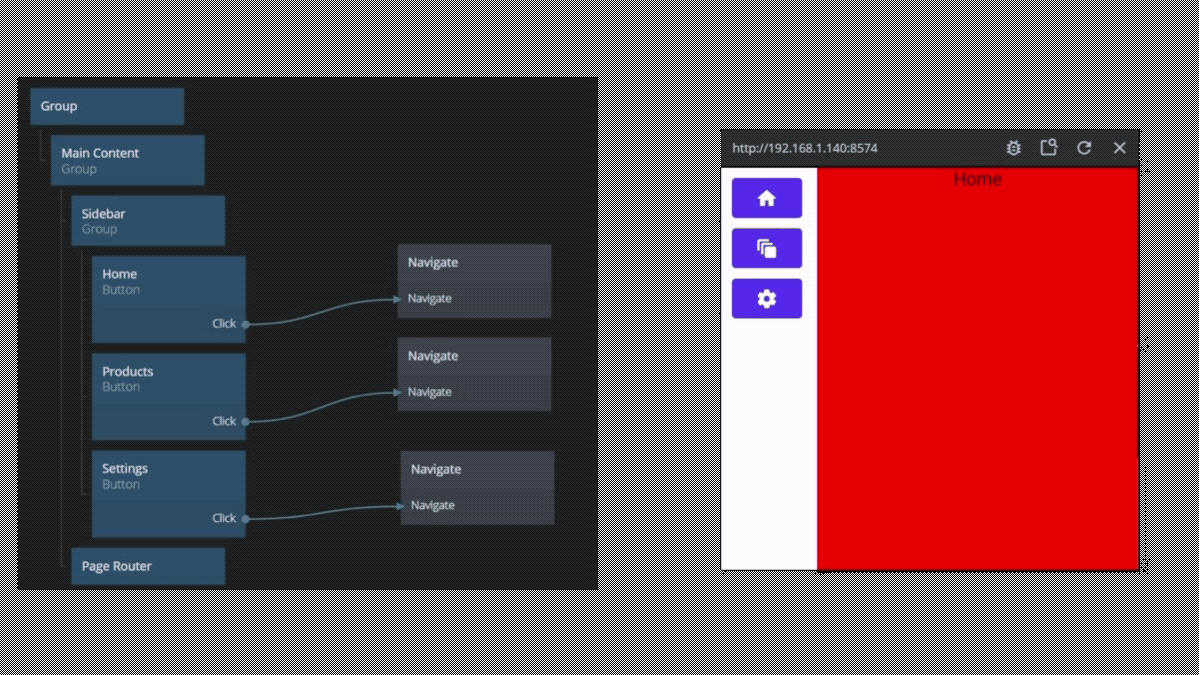 Group
Main Content
Group
Sidebar
Group
Home
Button
Click
Navigate
Navigate
Products
Button
Click
Navigate
Navigate
Settings
Button
Click
Navigate
Navigate
Page Router
http://192.168.1.140:8574
Home